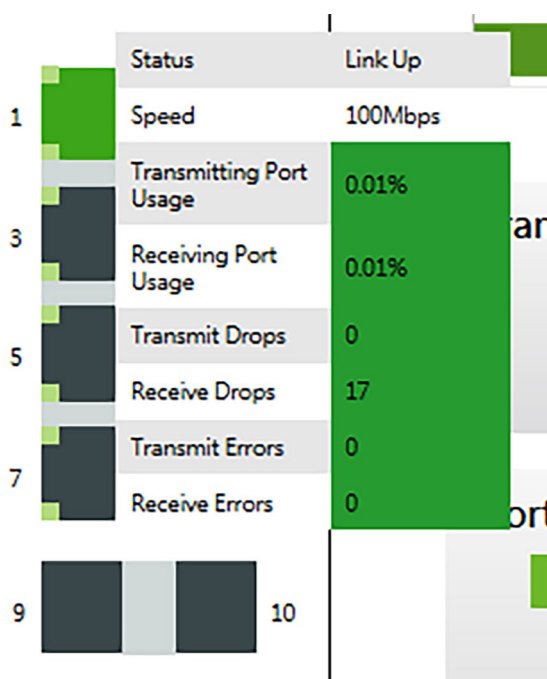 Status Link Up
1 Speed 100Mbps
Transmitting Port
Usage 0.01%
3 Receiving Port
Usage 0.01%
Transmit Drops 0
5 Receive Drops 17
Transmit Errors 0
7 Receive Errors 0
9 10